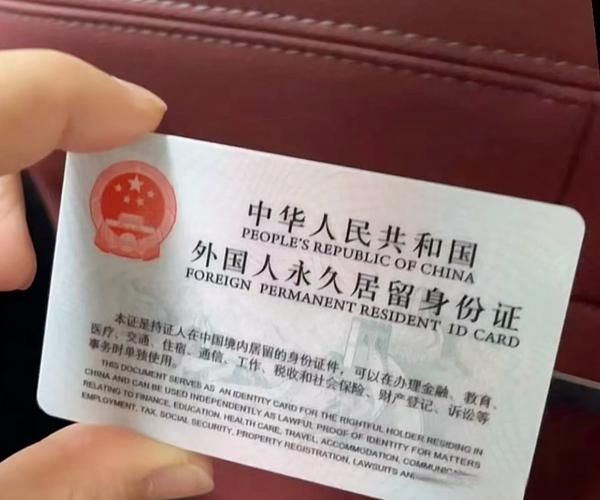 中华人民共和国
PEOPLE'S REPUBLIC OF CHINA
外国人永久居留身份证
FOREIGN PERMANENT RESIDENT ID CARD
本证是持证人在中国境内居留的身份证件，可以在办理金融、教育、
医疗、交通、住宿、通信、工作、税收和社会保险、财产登记、诉讼等
事务时单独使用。
THIS DOCUMENT SERVES AS AN IDENTITY CARD FOR THE RIGHTFUL HOLDER RESIDING IN
CHINA AND CAN BE USED INDEPENDENTLY AS LAWFUL PROOF OF IDENTITY FOR MATTERS
RELATING TO FINANCE, EDUCATION, HEALTH CARE, TRAVEL, ACCOMMODATION,
EMPLOYMENT, TAX, SOCIAL SECURITY, PROPERTY REGISTRATION, LAWSUITS